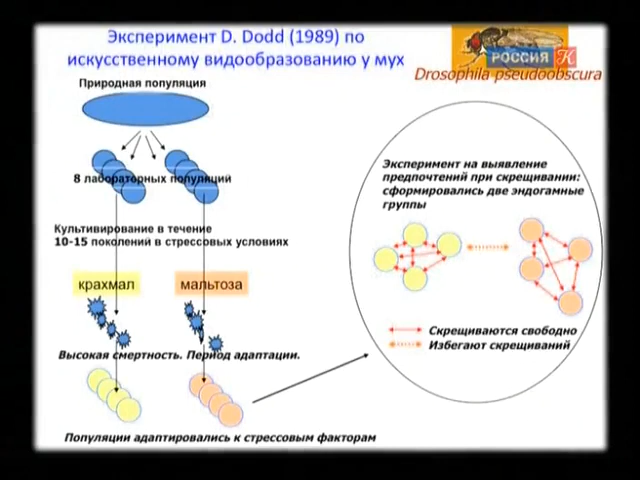 Эксперимент D. Dodd (1989) по
искусственному видообразованию у мух
РОССИЯ К
Drosophila pseudoobscura
Природная популяция
8 лабораторных популяций
Культивирование в течение
10-15 поколений в стрессовых условиях
крахмал
мальтоза
Высокая смертность. Период адаптации.
Популяции адаптировались к стрессовым факторам
Эксперимент на выявление
предпочтений при скрещивании:
сформировались две эндогамные
группы
Скрещиваются свободно
Избегают скрещиваний